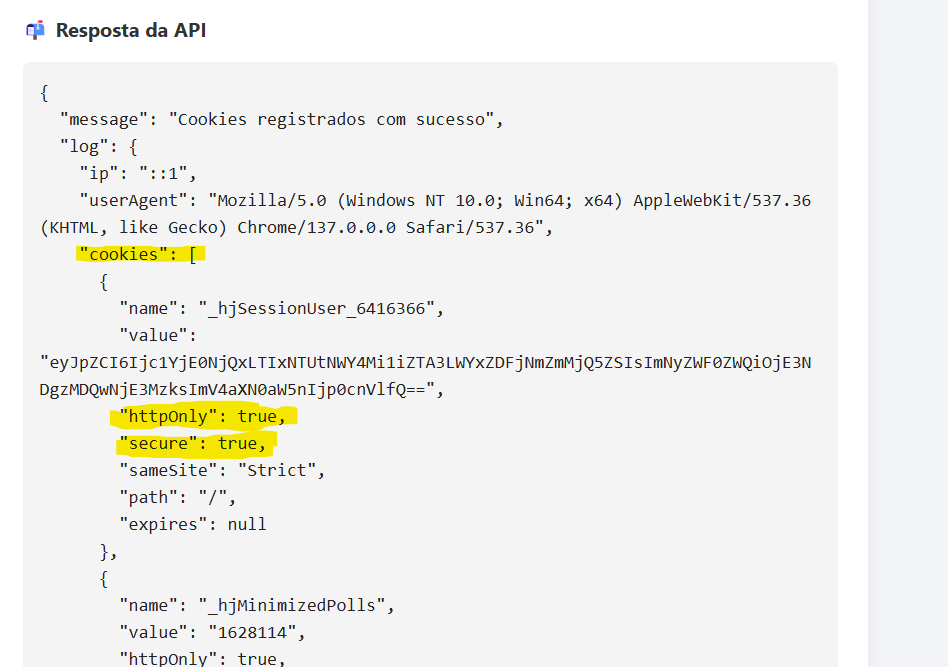 📬 Resposta da API
{
"message": "Cookies registrados com sucesso",
"log": {
"ip": "::1",
"userAgent": "Mozilla/5.0 (Windows NT 10.0; Win64; x64) AppleWebKit/537.36
(KHTML, like Gecko) Chrome/137.0.0.0 Safari/537.36",
"cookies": [
{
"name": "_hjSessionUser_6416366",
"value":
"eyJpZCI6Ijc1YjE0NjQxLTIxNTUtNWY4Mi1iZTA3LWYxZDFjNmZmMjQ5ZSIsImNyZWF0ZWQiOjE3N
DgzMDQwNjE3MzksImV4aXN0aW5nIjp0cnVlfQ==",
"httpOnly": true,
"secure": true,
"sameSite": "Strict",
"path": "/",
"expires": null
},
{
"name": "_hjMinimizedPolls",
"value": "1628114",
"httpOnly": true,